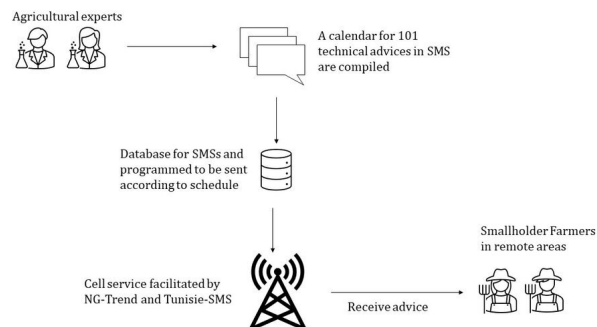 Agricultural experts
A calendar for 101
technical advices in SMS
are compiled
Database for SMSs and
programmed to be sent
according to schedule
Smallholder Farmers
in remote areas
Cell service facilitated by
NG-Trend and Tunisie-SMS
Receive advice